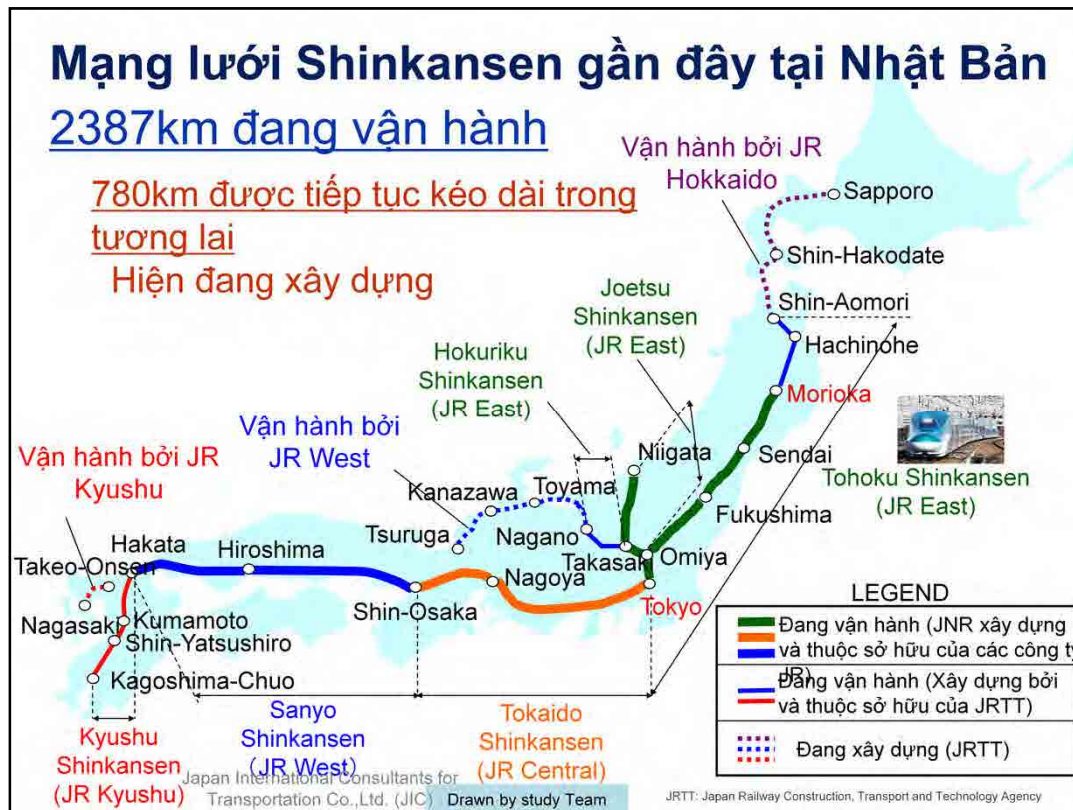 Mạng lưới Shinkansen gần đây tại Nhật Bản
2387km đang vận hành
780km được tiếp tục kéo dài trong
tương lai
Hiện đang xây dựng
Vận hành bởi JR
Hokkaido
Sapporo
Shin-Hakodate
Shin-Aomori
Hachinohe
Morioka
Joetsu
Shinkansen
(JR East)
Hokuriku
Shinkansen
(JR East)
Vận hành bởi
JR West
Vận hành bởi JR
Kyushu
Niigata
Sendai
Tohoku Shinkansen
(JR East)
Fukushima
Kanazawa
Toyama
Tsuruga
Nagano
Takasaki
Omiya
Hakata
Hiroshima
Takeo-Onsen
Nagoya
Tokyo
Shin-Osaka
Nagasaki
Kumamoto
Shin-Yatsushiro
Kagoshima-Chuo
Kyushu
Shinkansen
(JR Kyushu)
Sanyo
Shinkansen
(JR West)
Tokaido
Shinkansen
(JR Central)
LEGEND
Đang vận hành (JNR xây dựng
và thuộc sở hữu của các công ty
JR)
Đang vận hành (Xây dựng bởi
và thuộc sở hữu của JRTT)
Đang xây dựng (JRTT)
Japan International Consultants for
Transportation Co.,Ltd. (JIC)
Drawn by study Team
JRTT: Japan Railway Construction, Transport and Technology Agency